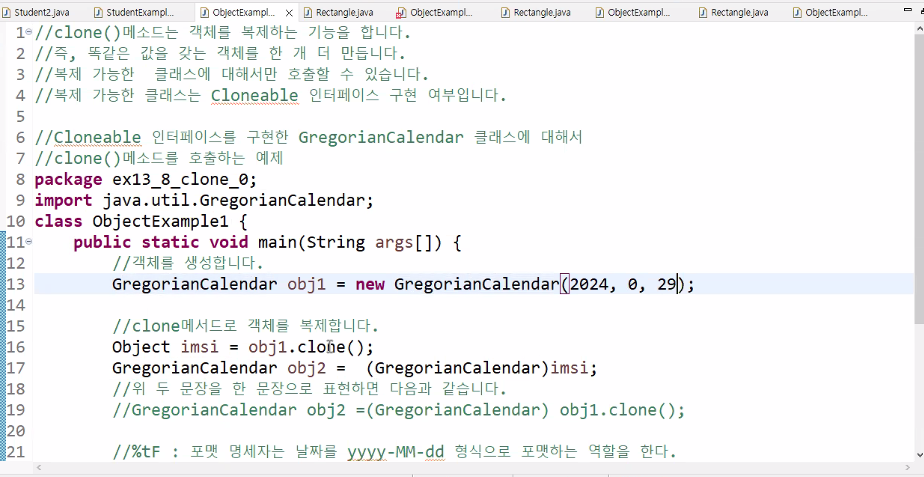 Student2.java StudentExampl... ObjectExampl... Rectangle.java ObjectExampl... Rectangle.java ObjectExampl... Rectangle.java ObjectExampl...
1 //clone()메소드는 객체를 복제하는 기능을 합니다.
2 //즉, 똑같은 값을 갖는 객체를 한 개 더 만듭니다.
3 //복제 가능한  클래스에 대해서만 호출할 수 있습니다.
4 //복제 가능한 클래스는 Cloneable 인터페이스 구현 여부입니다.
5
6 //Cloneable 인터페이스를 구현한 GregorianCalendar 클래스에 대해서
7 //clone()메소드를 호출하는 예제
8 package ex13_8_clone_0;
9 import java.util.GregorianCalendar;
10 class ObjectExample1 {
11     public static void main(String args[]) {
12         //객체를 생성합니다.
13         GregorianCalendar obj1 = new GregorianCalendar(2024, 0, 29);
14
15         //clone메서드로 객체를 복제합니다.
16         Object imsi = obj1.clone();
17         GregorianCalendar obj2 =  (GregorianCalendar)imsi;
18         //위 두 문장을 한 문장으로 표현하면 다음과 같습니다.
19         //GregorianCalendar obj2 =(GregorianCalendar) obj1.clone();
20
21         //%tF : 포맷 명세자는 날짜를 yyyy-MM-dd 형식으로 포맷하는 역할을 한다.